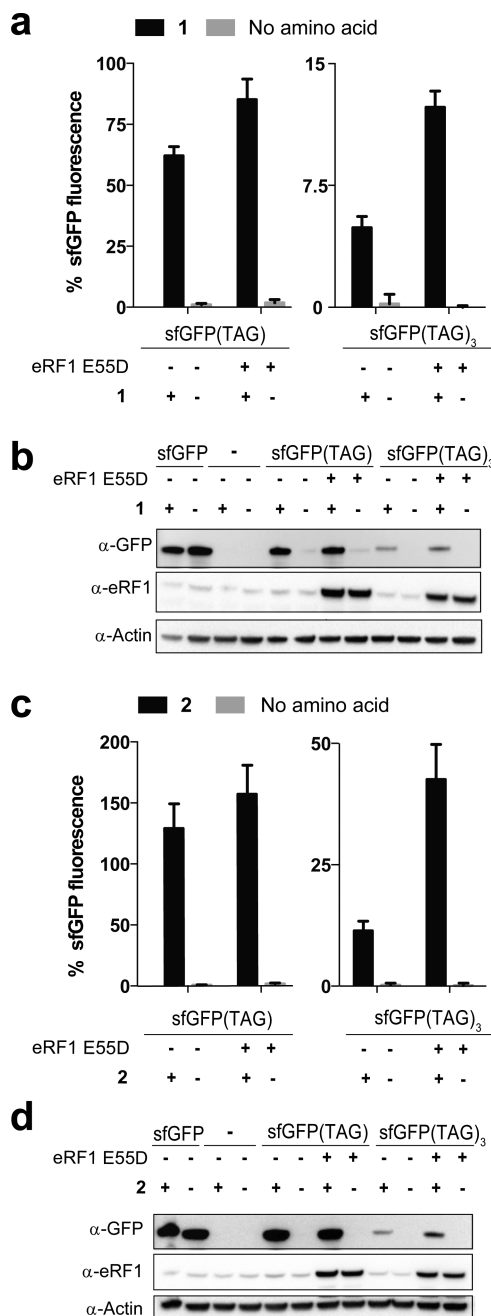 a
1 No amino acid
100
75
50
25
0
% sfGFP fluorescence
15
7.5
0
sfGFP(TAG) sfGFP(TAG)3
eRF1 E55D - - + + - - + +
1 + - + - + - + -
b
sfGFP - sfGFP(TAG) sfGFP(TAG)3
eRF1 E55D - - - - - - + + - - + +
1 + - + - + - + - + - + -
α-GFP
α-eRF1
α-Actin
c
2 No amino acid
200
150
100
50
0
% sfGFP fluorescence
50
25
0
sfGFP(TAG) sfGFP(TAG)3
eRF1 E55D - - + + - - + +
2 + - + - + - + -
d
sfGFP - sfGFP(TAG) sfGFP(TAG)3
eRF1 E55D - - - - - - + + - - + +
2 + - + - + - + - + - + -
α-GFP
α-eRF1
α-Actin